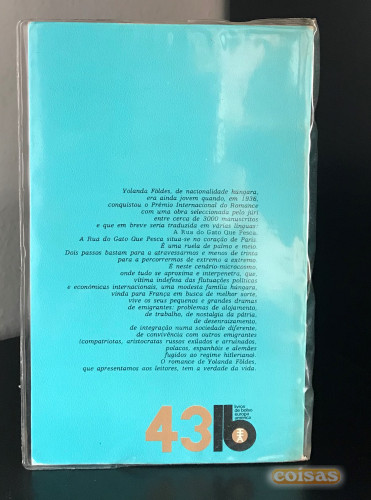 Yolanda Földes, de nacionalidade húngara,
era ainda jovem quando, em 1936,
conquistou o Prémio Internacional do Romance
com uma obra seleccionada pelo júri
entre cerca de 3000 manuscritos
e que em breve seria traduzida em várias línguas:
A Rua do Gato Que Pesca.
A Rua do Gato Que Pesca situa-se no coração de Paris.
É uma ruela de palmo e meio.
Dois passos bastam para a atravessarmos e menos de trinta
para a percorrermos de extremo a extremo.
É neste cenário-microcosmo,
onde tudo se aproxima e interpenetra, que,
vítima indefesa das flutuações políticas
e económicas internacionais, uma modesta família húngara,
vinda para França em busca de melhor sorte,
vive os seus pequenos e grandes dramas
de emigrantes: problemas de alojamento,
de trabalho, de nostalgia da pátria,
de desenraizamento,
de integração numa sociedade diferente,
de convivência com outros emigrantes
(compatriotas, aristocratas russos exilados e arruinados,
polacos, espanhóis e alemães
fugidos ao regime hitleriano).
O romance de Yolanda Földes,
que apresentamos aos leitores, tem a verdade da vida.
43 lb
livros
de bolso
europa
américa
coisas